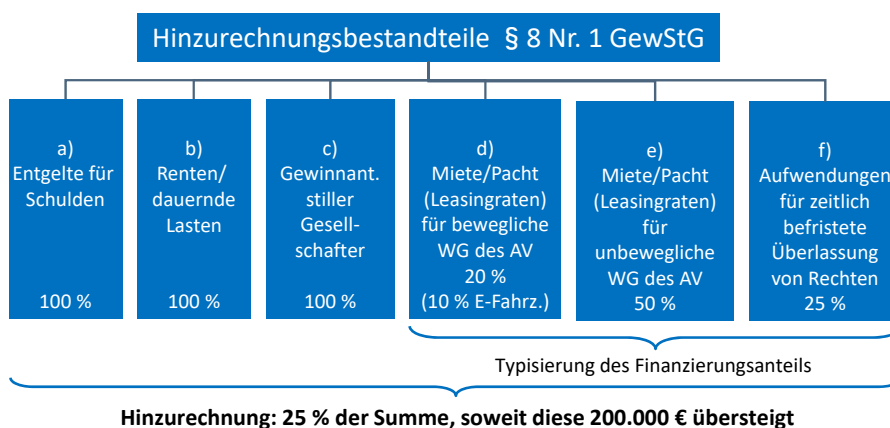 Hinzurechnungsbestandteile § 8 Nr. 1 GewStG
a)
Entgelte für
Schulden
100 %
b)
Renten/
dauernde
Lasten
100 %
c)
Gewinnant.
stiller
Gesell-
schafter
100 %
d)
Miete/Pacht
(Leasingraten)
für bewegliche
WG des AV
20 %
(10 % E-Fahrz.)
e)
Miete/Pacht
(Leasingraten)
für
unbewegliche
WG des AV
50 %
f)
Aufwendungen
für zeitlich
befristete
Überlassung
von Rechten
25 %
Typisierung des Finanzierungsanteils
Hinzurechnung: 25 % der Summe, soweit diese 200.000 € übersteigt